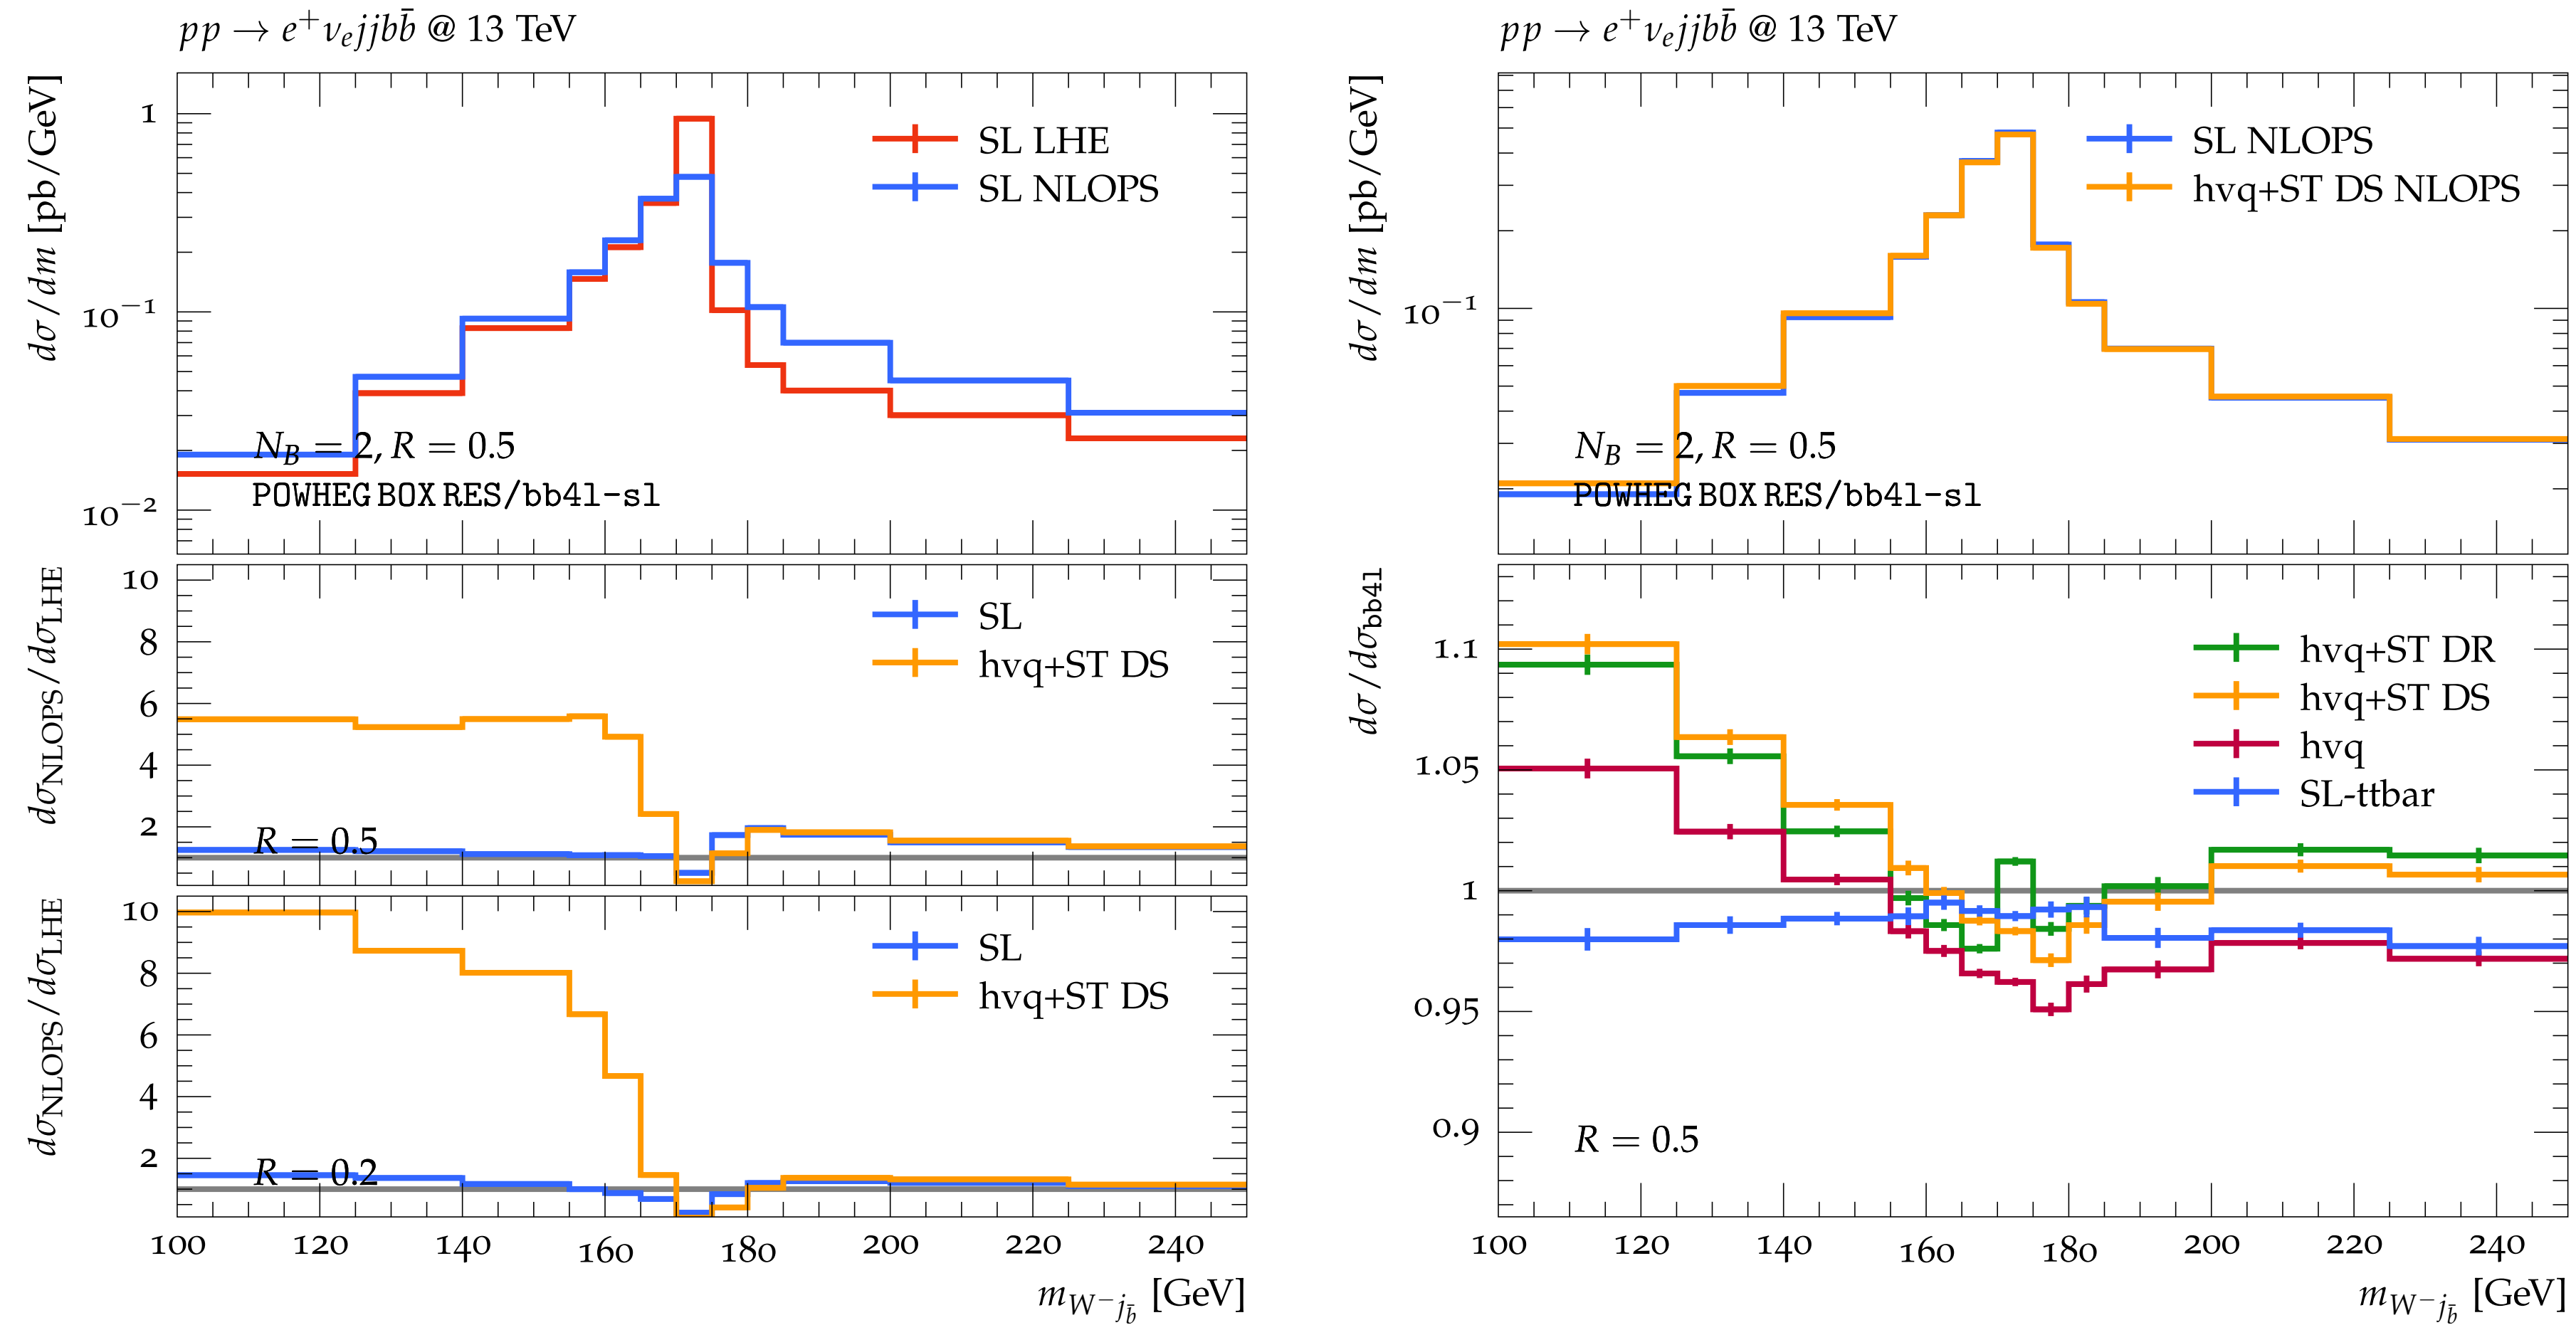 pp → e⁺νₑjjbb̄ @ 13 TeV
dσ/dm [pb/GeV]
1
10⁻¹
10⁻²
SL LHE
SL NLOPS
N_B = 2, R = 0.5
POWHEG BOX RES/bb4l-sl
dσ_NLOPS/dσ_LHE
10
8
6
4
2
SL
hvq+ST DS
R = 0.5
dσ_NLOPS/dσ_LHE
10
8
6
4
2
SL
hvq+ST DS
R = 0.2
100 120 140 160 180 200 220 240
m_{W⁻j_b̄} [GeV]
pp → e⁺νₑjjbb̄ @ 13 TeV
dσ/dm [pb/GeV]
10⁻¹
SL NLOPS
hvq+ST DS NLOPS
N_B = 2, R = 0.5
POWHEG BOX RES/bb4l-sl
dσ/dσ_bb4l
1.1
1.05
1
0.95
0.9
hvq+ST DR
hvq+ST DS
hvq
SL-ttbar
R = 0.5
100 120 140 160 180 200 220 240
m_{W⁻j_b̄} [GeV]